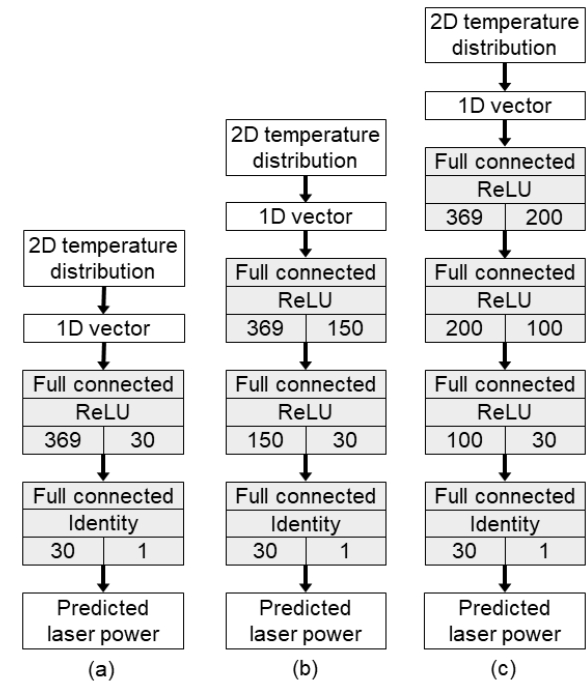 2D temperature
distribution
1D vector
Full connected
ReLU
369 30
Full connected
Identity
30 1
Predicted
laser power
(a)
2D temperature
distribution
1D vector
Full connected
ReLU
369 150
Full connected
ReLU
150 30
Full connected
Identity
30 1
Predicted
laser power
(b)
2D temperature
distribution
1D vector
Full connected
ReLU
369 200
Full connected
ReLU
200 100
Full connected
ReLU
100 30
Full connected
Identity
30 1
Predicted
laser power
(c)